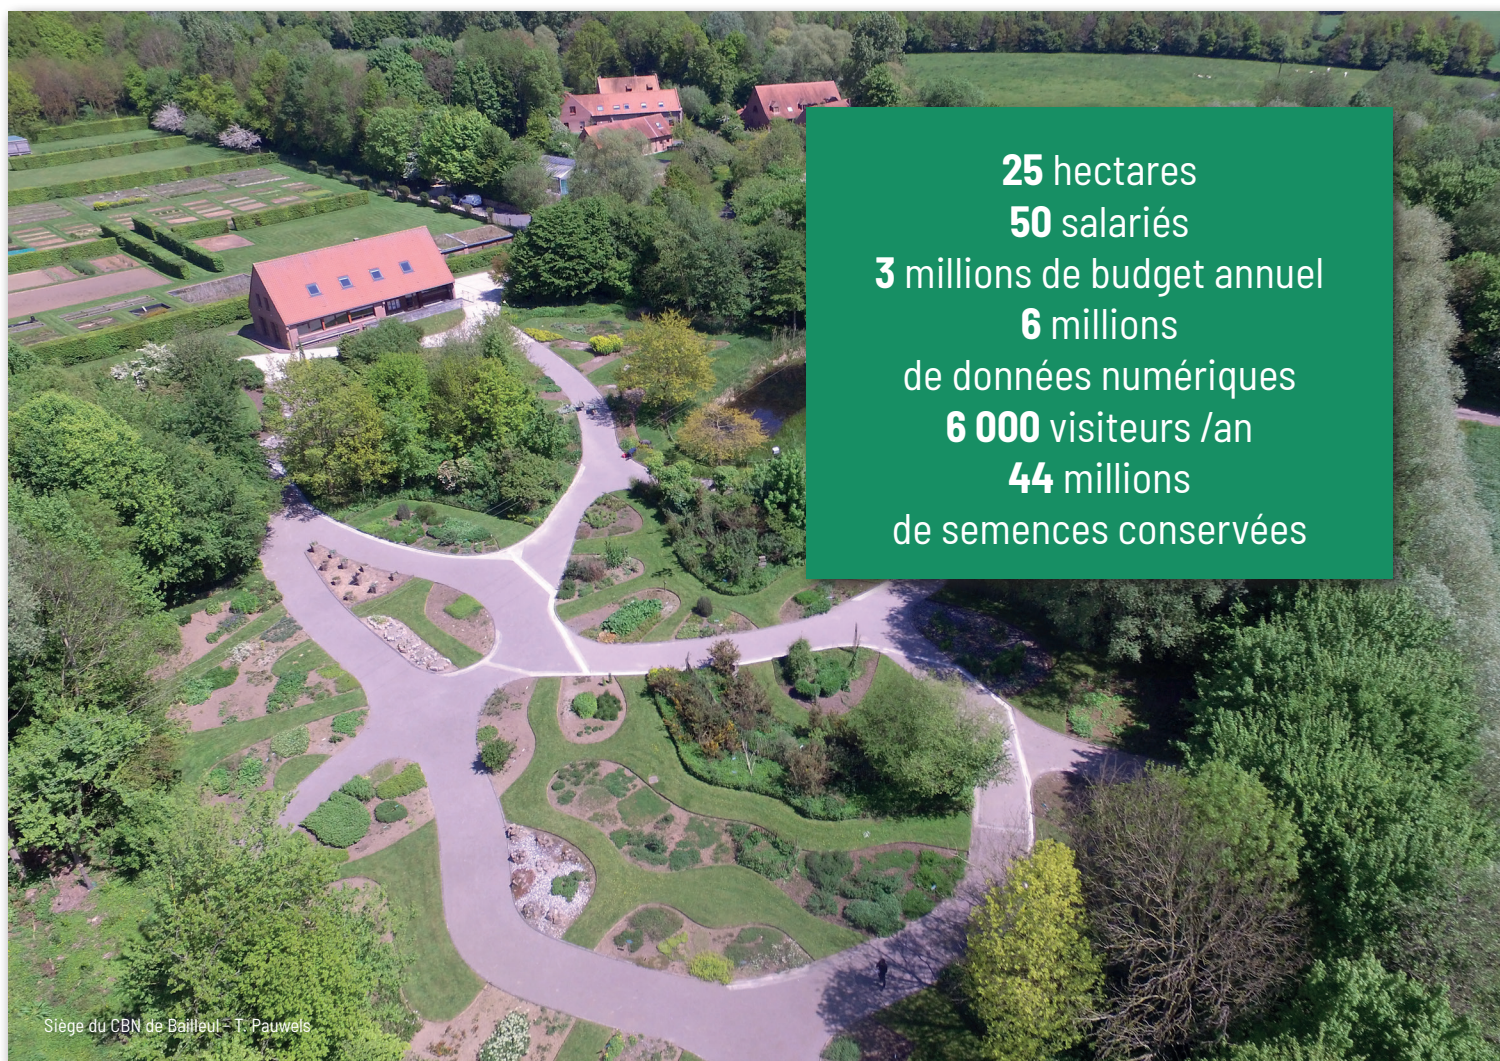 25 hectares
50 salariés
3 millions de budget annuel
6 millions
de données numériques
6 000 visiteurs /an
44 millions
de semences conservées
Siège du CBN de Bailleul - T. Pauwels